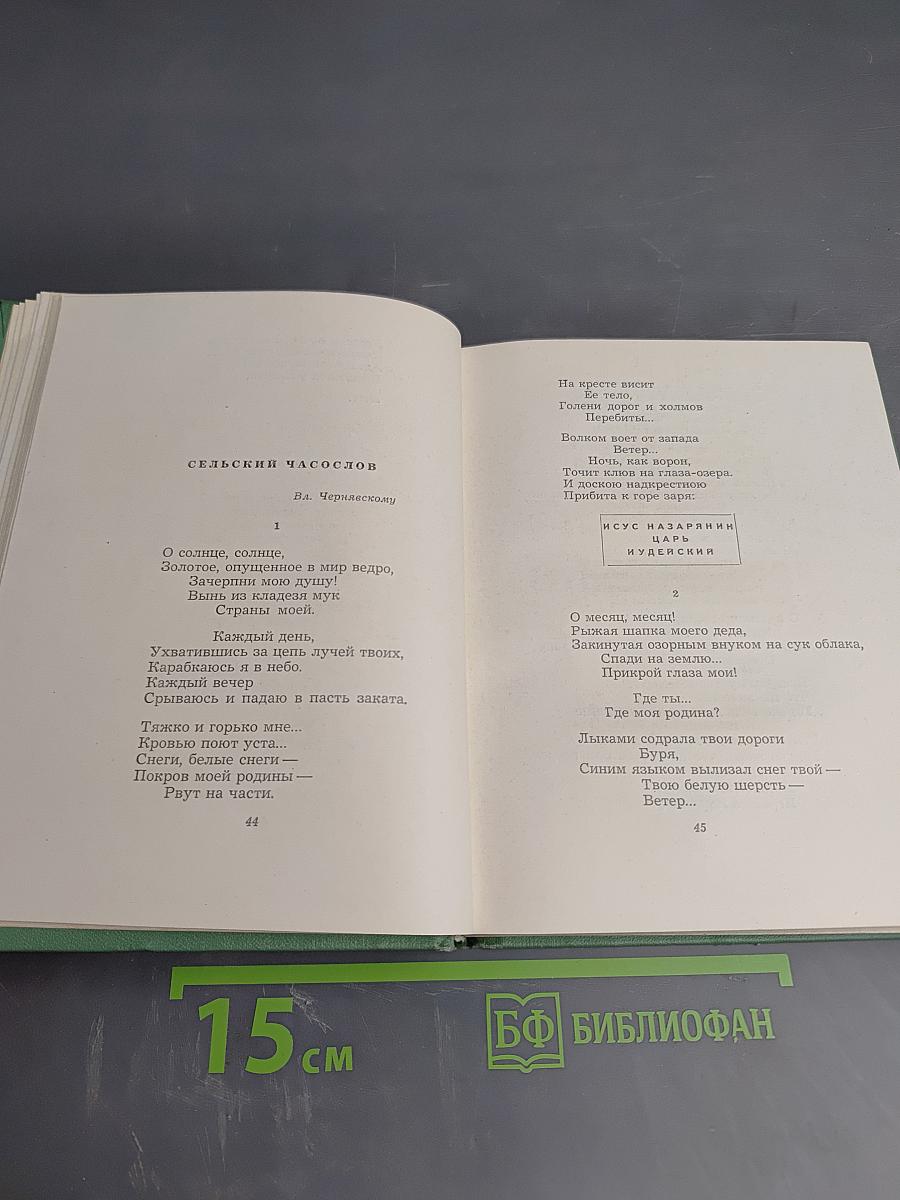 СЕЛЬСКИЙ ЧАСОСЛОВ
Вл. Чернявскому
1
О солнце, солнце,
Золотое, опущенное в мир ведро,
Зачерпни мою душу!
Вынь из кладезя мук
Страны моей.
Каждый день,
Ухватившись за цепь лучей твоих,
Карабкаюсь я в небо.
Каждый вечер
Срываюсь и падаю в пасть заката.
Тяжко и горько мне...
Кровью поют уста...
Снеги, белые снеги —
Покров моей родины —
Рвут на части.
44
На кресте висит
Ее тело,
Голени дорог и холмов
Перебиты...
Волком воет от запада
Ветер...
Ночь, как ворон,
Точит клюв на глаза-озера.
И доскою надкрестною
Прибита к горе заря:
ИСУС НАЗАРЯНИН
ЦАРЬ
ИУДЕЙСКИЙ
2
О месяц, месяц!
Рыжая шапка моего деда,
Закинутая озорным внуком на сук облака,
Спади на землю...
Прикрой глаза мои!
Где ты...
Где моя родина?
Лыками содрала твои дороги
Буря,
Синим языком вылизал снег твой —
Твою белую шерсть —
Ветер...
45
15 см
БФ БИБЛИОФАН